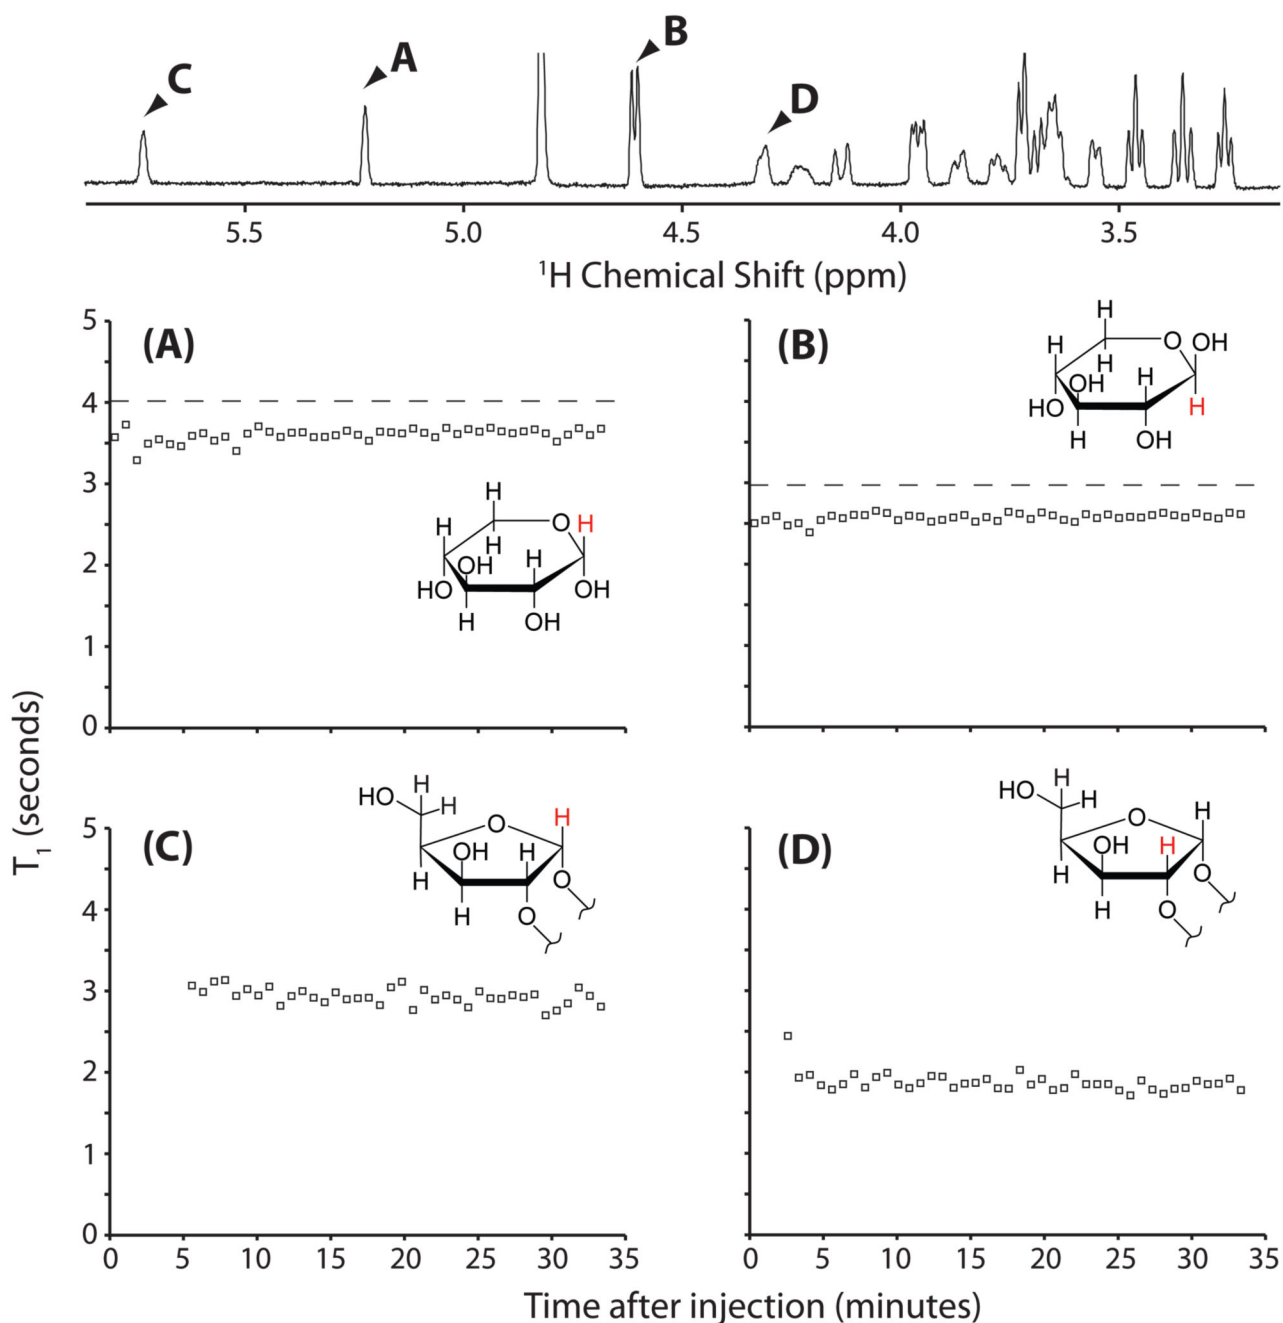 C
A
B
D
5.5 5.0 4.5 4.0 3.5
¹H Chemical Shift (ppm)
T₁ (seconds)
(A)
5
4
3
2
1
0
H
H O H
H
OH H
HO OH
H OH
(B)
H
H O OH
H
OH H
HO H
H OH
(C)
5
4
3
2
1
0
HO H H
O H
OH H
H O
H O
0 5 10 15 20 25 30 35
(D)
HO H H
O H
OH H
H O
H O
0 5 10 15 20 25 30 35
Time after injection (minutes)